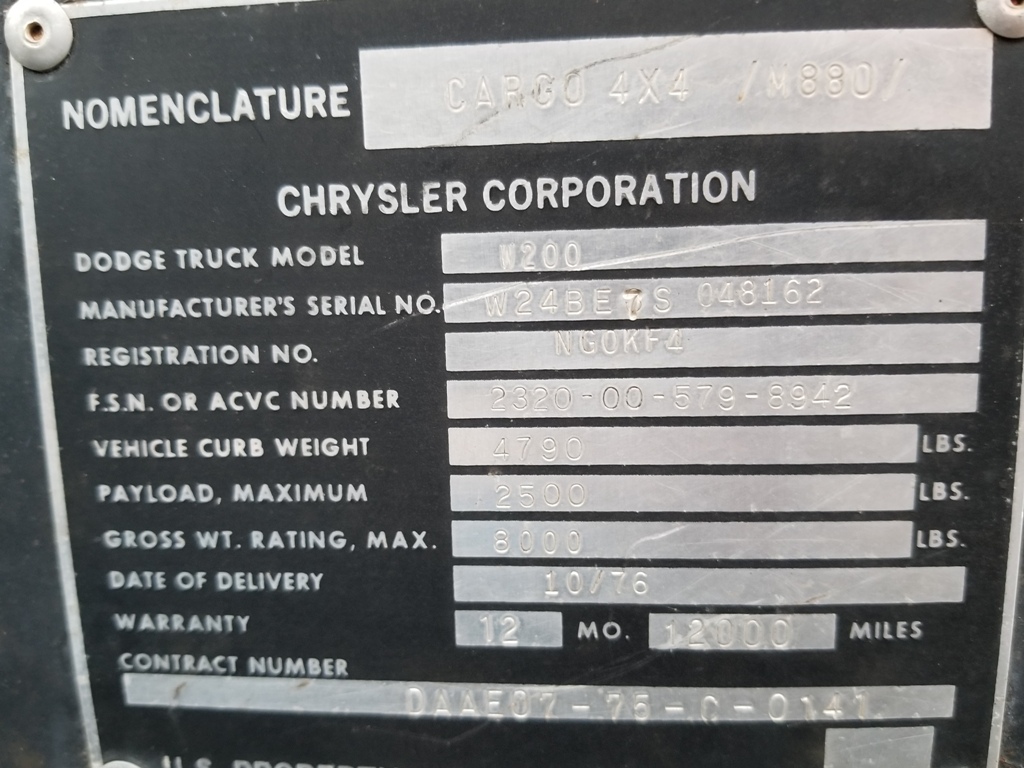 NOMENCLATURE CARGO 4X4 /M880/
CHRYSLER CORPORATION
DODGE TRUCK MODEL W200
MANUFACTURER'S SERIAL NO. 048162
REGISTRATION NO. NG0KF4
F.S.N. OR ACVC NUMBER 2320-00-579-8942
VEHICLE CURB WEIGHT 4790 LBS.
PAYLOAD, MAXIMUM 2500 LBS.
GROSS WT. RATING, MAX. 8000 LBS.
DATE OF DELIVERY 10/76
WARRANTY 12 MO. 12000 MILES
CONTRACT NUMBER
DAAE07-75-C-0141
U.S.